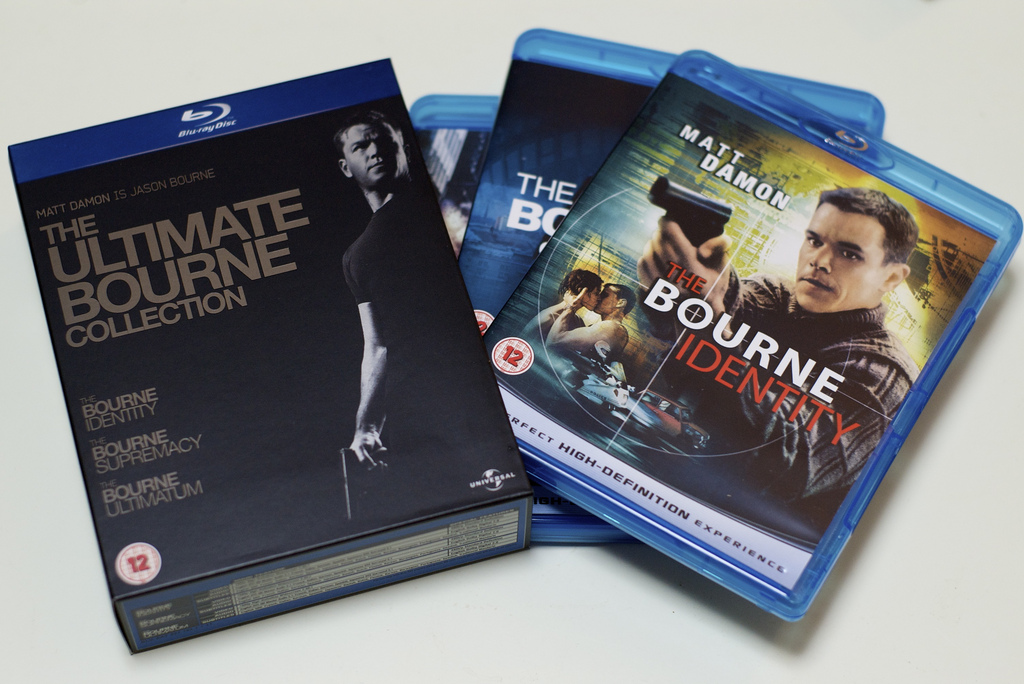 Blu-ray Disc
MATT DAMON IS JASON BOURNE
THE
ULTIMATE
BOURNE
COLLECTION
THE
BOURNE
IDENTITY
THE
BOURNE
SUPREMACY
THE
BOURNE
ULTIMATUM
UNIVERSAL
12
THE
BO
12
MATT
DAMON
THE
BOURNE
IDENTITY
HIGH-DEFINITION EXPERIENCE